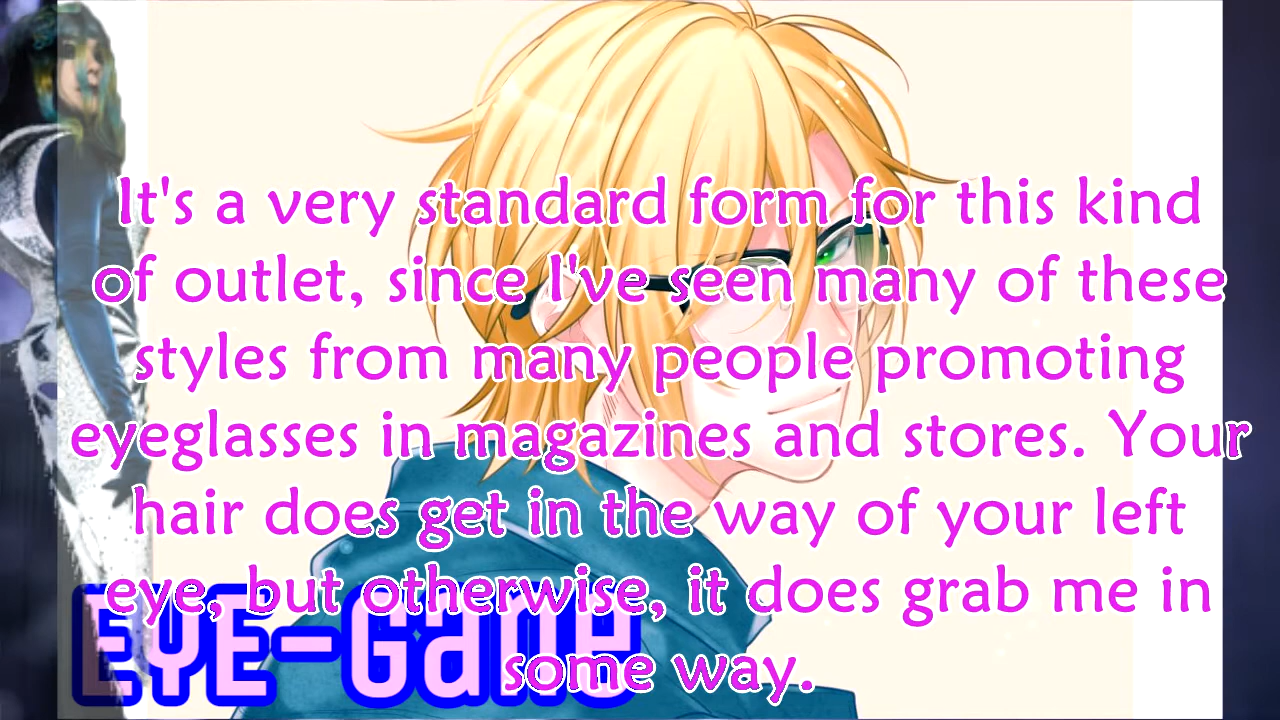 It's a very standard form for this kind
of outlet, since I've seen many of these
styles from many people promoting
eyeglasses in magazines and stores. Your
hair does get in the way of your left
eye, but otherwise, it does grab me in
some way.
EYE-Game